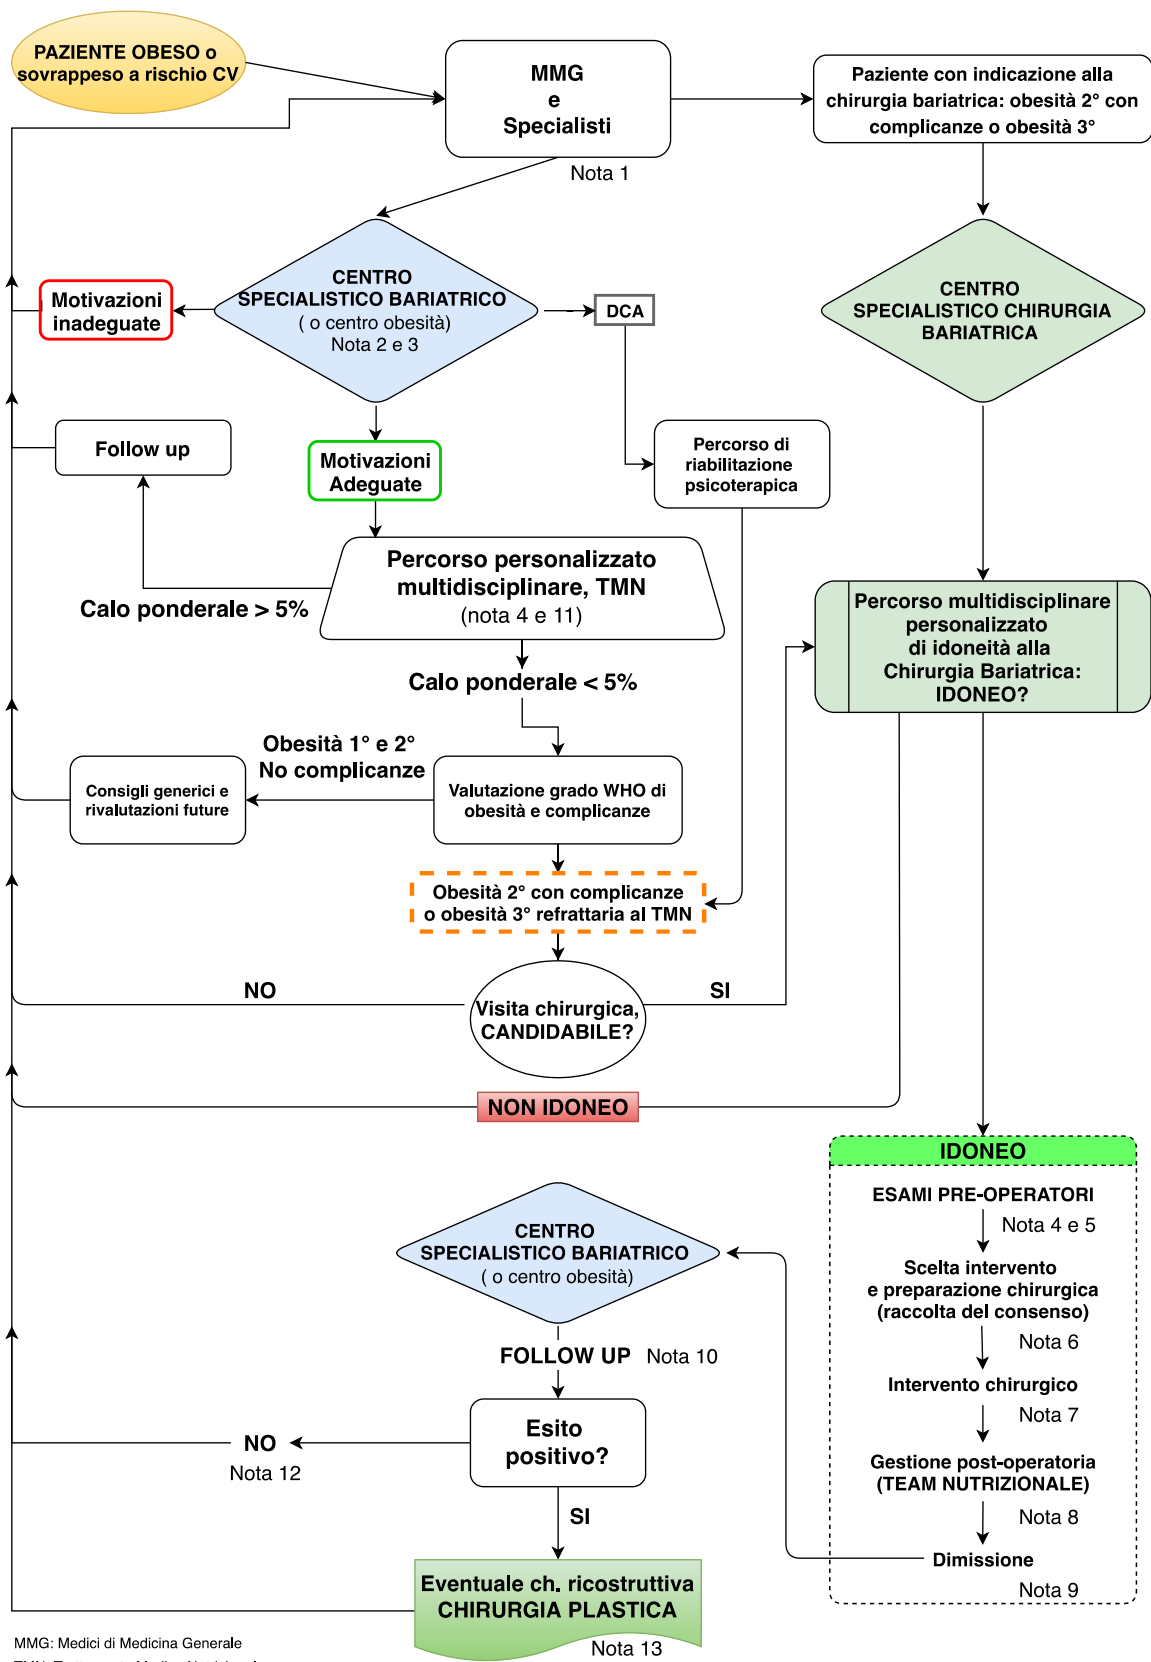 PAZIENTE OBESO o
sovrappeso a rischio CV
MMG
e
Specialisti
Nota 1
Paziente con indicazione alla
chirurgia bariatrica: obesità 2° con
complicanze o obesità 3°
CENTRO
SPECIALISTICO BARIATRICO
( o centro obesità)
Nota 2 e 3
Motivazioni
inadeguate
DCA
CENTRO
SPECIALISTICO CHIRURGIA
BARIATRICA
Follow up
Motivazioni
Adeguate
Percorso di
riabilitazione
psicoterapica
Percorso personalizzato
multidisciplinare, TMN
(nota 4 e 11)
Calo ponderale > 5%
Calo ponderale < 5%
Percorso multidisciplinare
personalizzato
di idoneità alla
Chirurgia Bariatrica:
IDONEO?
Obesità 1° e 2°
No complicanze
Consigli generici e
rivalutazioni future
Valutazione grado WHO di
obesità e complicanze
Obesità 2° con complicanze
o obesità 3° refrattaria al TMN
NO
SI
Visita chirurgica,
CANDIDABILE?
NON IDONEO
IDONEO
ESAMI PRE-OPERATORI
Nota 4 e 5
Scelta intervento
e preparazione chirurgica
(raccolta del consenso)
Nota 6
Intervento chirurgico
Nota 7
Gestione post-operatoria
(TEAM NUTRIZIONALE)
Nota 8
Dimissione
Nota 9
CENTRO
SPECIALISTICO BARIATRICO
( o centro obesità)
FOLLOW UP Nota 10
Esito
positivo?
NO
Nota 12
SI
Eventuale ch. ricostruttiva
CHIRURGIA PLASTICA
Nota 13
MMG: Medici di Medicina Generale